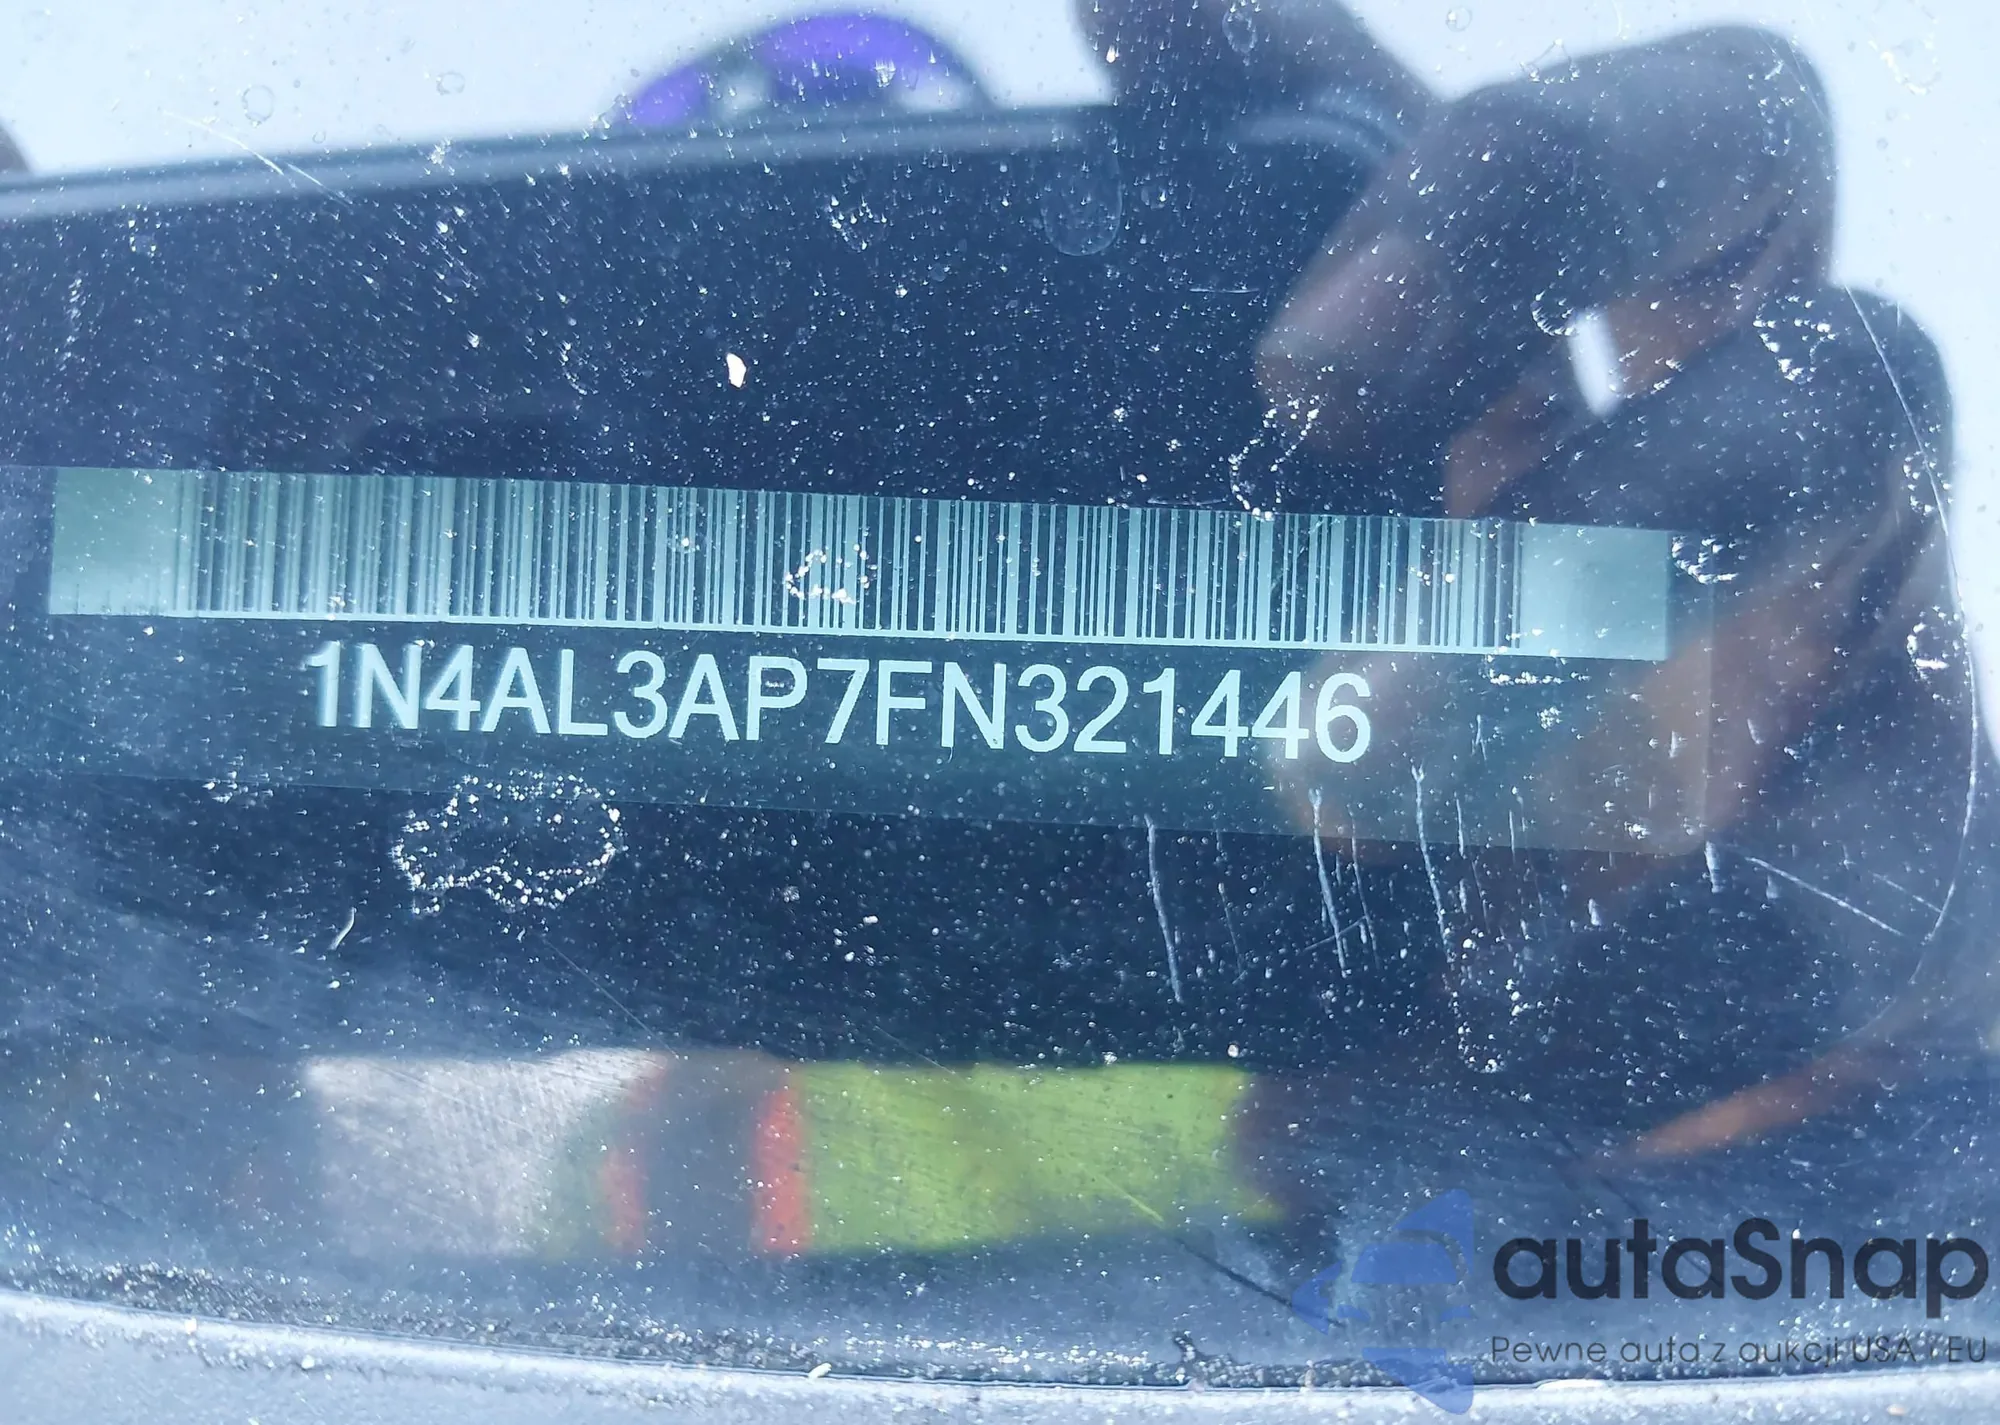 1N4AL3AP7FN321446
autaSnap
Pewne auta z aukcji USA i EU